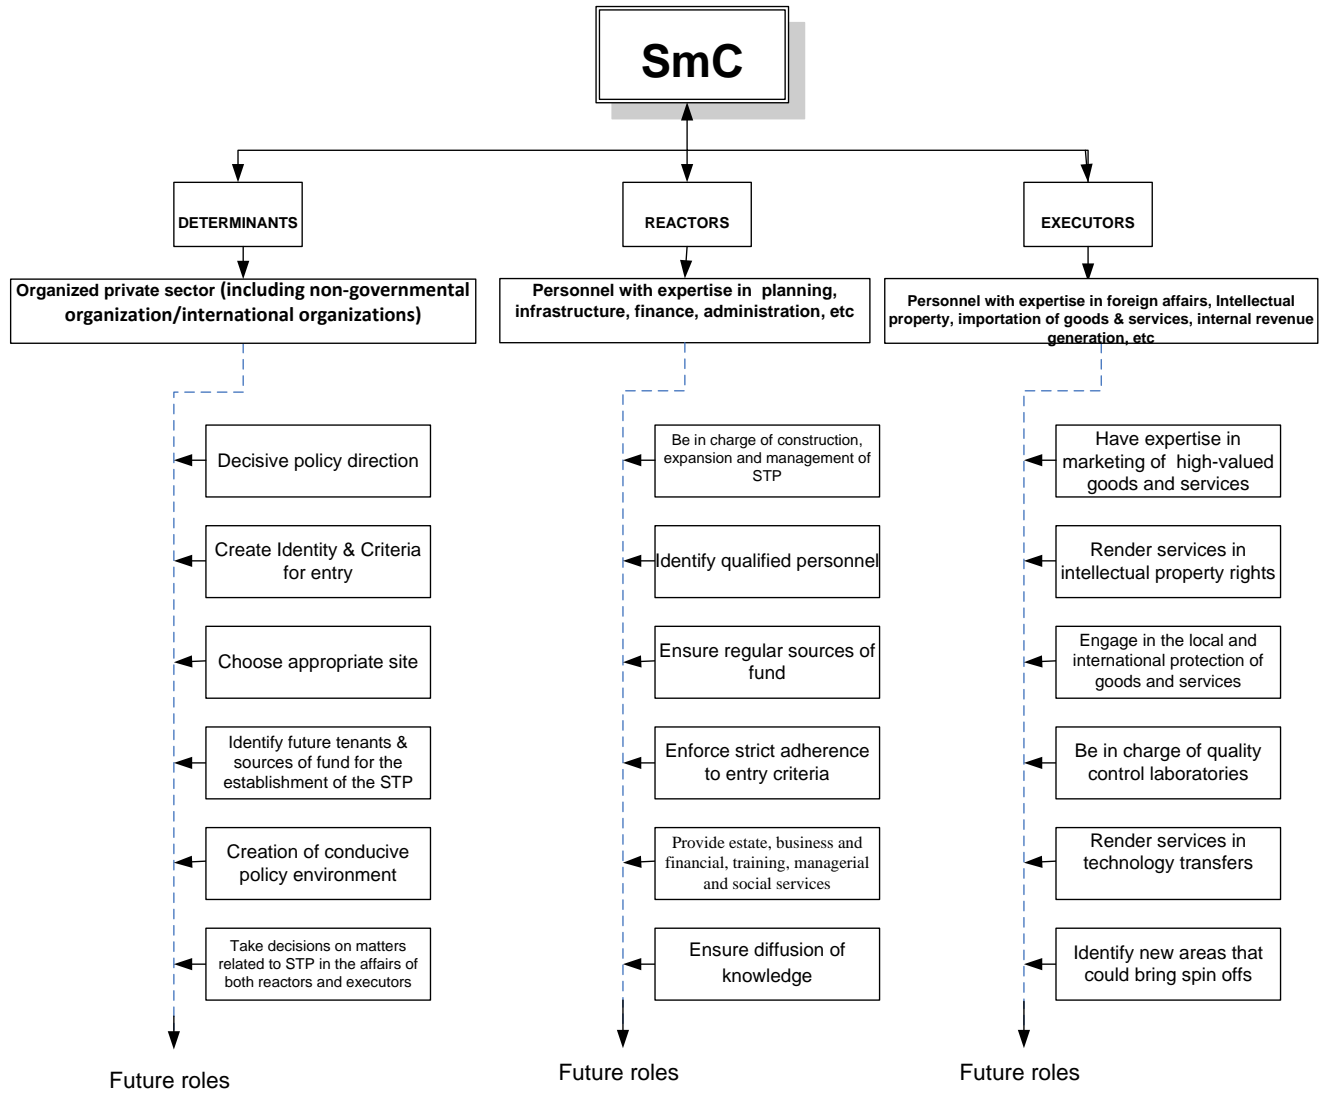 SmC
DETERMINANTS
Organized private sector (including non-governmental
organization/international organizations)
Decisive policy direction
Create Identity & Criteria
for entry
Choose appropriate site
Identify future tenants &
sources of fund for the
establishment of the STP
Creation of conducive
policy environment
Take decisions on matters
related to STP in the affairs of
both reactors and executors
Future roles
REACTORS
Personnel with expertise in  planning,
infrastructure, finance, administration, etc
Be in charge of construction,
expansion and management of
STP
Identify qualified personnel
Ensure regular sources of
fund
Enforce strict adherence
to entry criteria
Provide estate, business and
financial, training, managerial
and social services
Ensure diffusion of
knowledge
Future roles
EXECUTORS
Personnel with expertise in foreign affairs, Intellectual
property, importation of goods & services, internal revenue
generation, etc
Have expertise in
marketing of  high-valued
goods and services
Render services in
intellectual property rights
Engage in the local and
international protection of
goods and services
Be in charge of quality
control laboratories
Render services in
technology transfers
Identify new areas that
could bring spin offs
Future roles